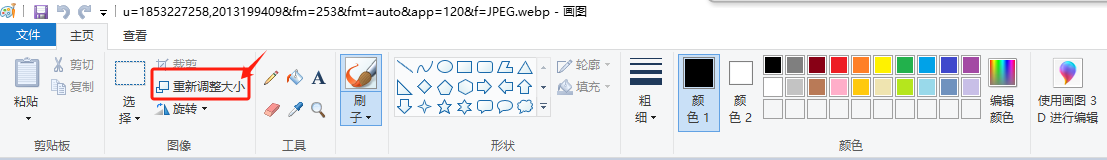 u=1853227258,2013199409&fm=253&fmt=auto&app=120&f=JPEG.webp - 画图
文件 主页 查看
粘贴
剪切
复制
剪贴板
选择
裁剪
重新调整大小
旋转
图像
A
工具
刷子
轮廓
填充
形状
粗细
颜色 1
颜色 2
编辑颜色
颜色
使用画图 3
D 进行编辑